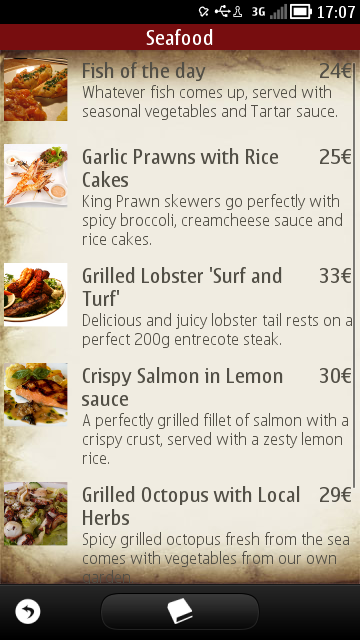 3G 17:07
Seafood
Fish of the day 24€
Whatever fish comes up, served with
seasonal vegetables and Tartar sauce.
Garlic Prawns with Rice 25€
Cakes
King Prawn skewers go perfectly with
spicy broccoli, creamcheese sauce and
rice cakes.
Grilled Lobster 'Surf and 33€
Turf'
Delicious and juicy lobster tail rests on a
perfect 200g entrecote steak.
Crispy Salmon in Lemon 30€
sauce
A perfectly grilled fillet of salmon with a
crispy crust, served with a zesty lemon
rice.
Grilled Octopus with Local 29€
Herbs
Spicy grilled octopus fresh from the sea
comes with vegetables from our own
garden